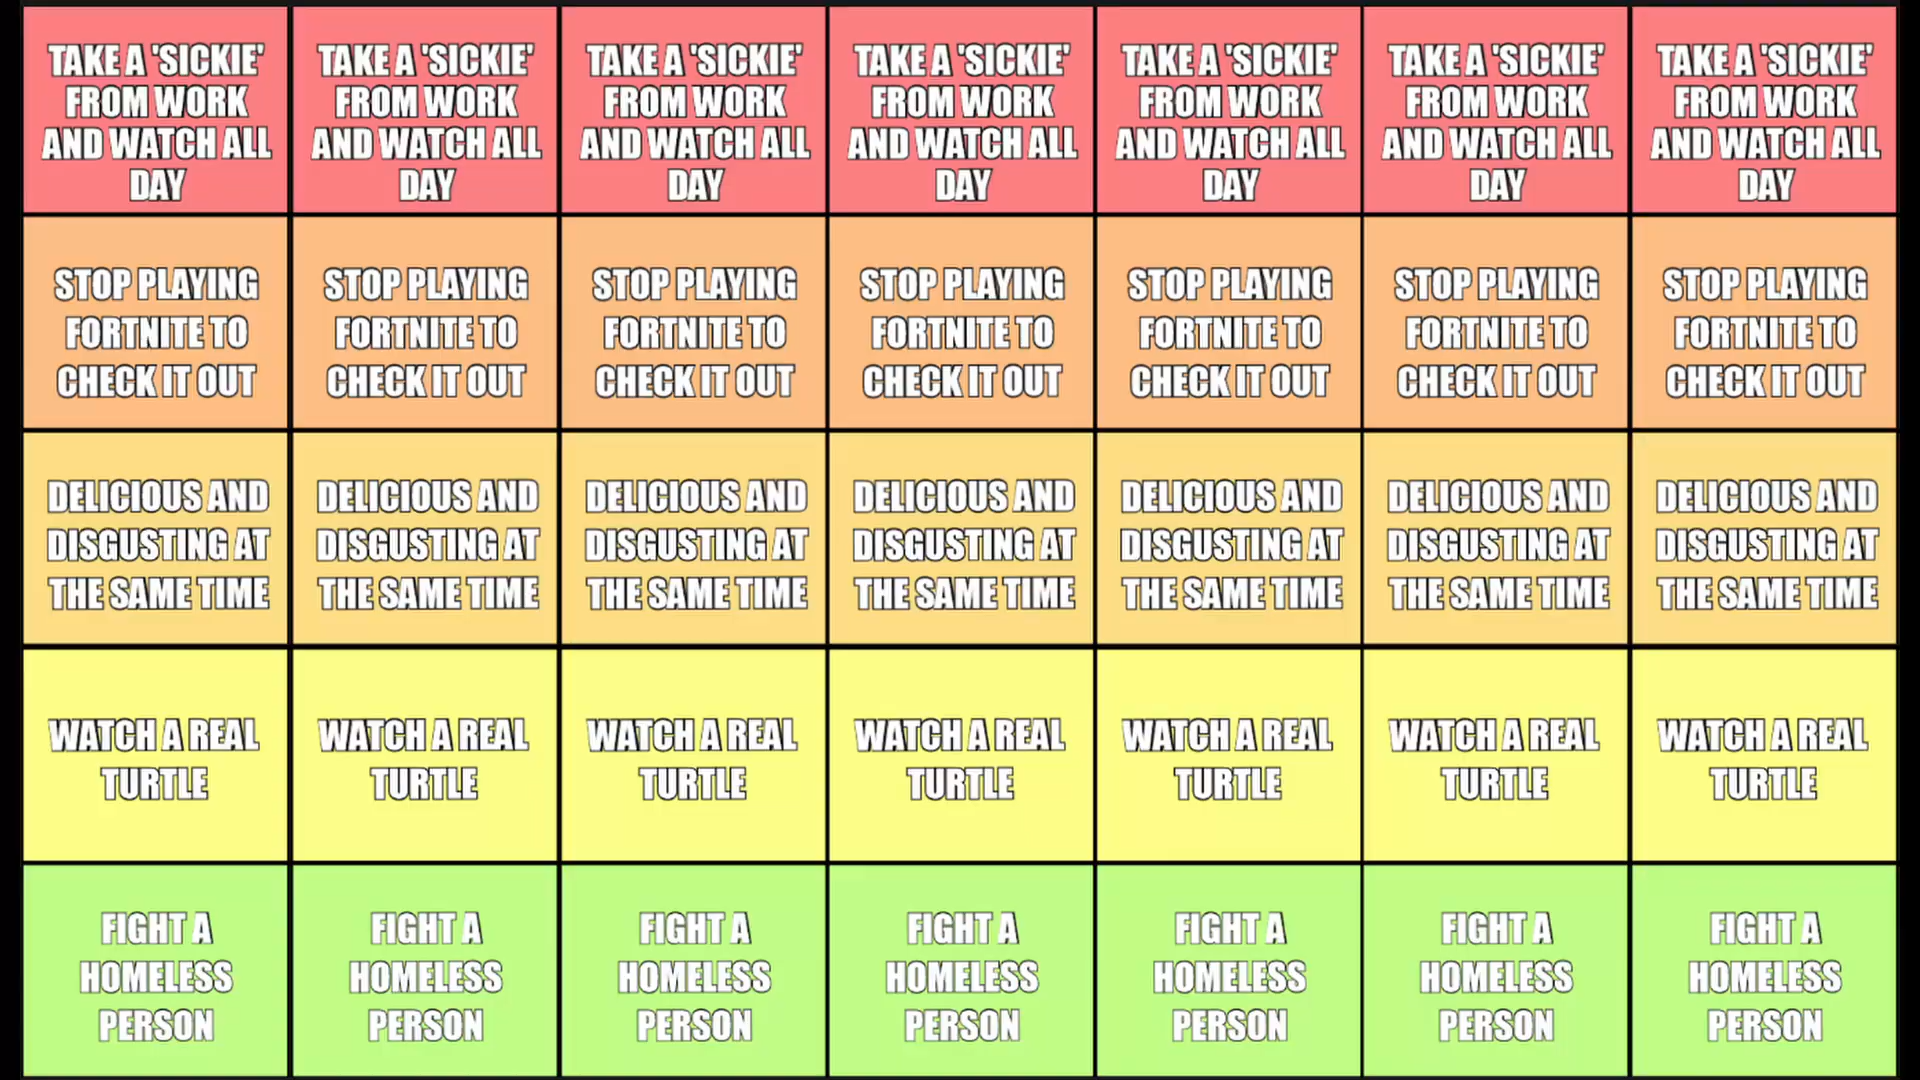 TAKE A 'SICKIE' TAKE A 'SICKIE' TAKE A 'SICKIE' TAKE A 'SICKIE' TAKE A 'SICKIE' TAKE A 'SICKIE' TAKE A 'SICKIE'
FROM WORK FROM WORK FROM WORK FROM WORK FROM WORK FROM WORK FROM WORK
AND WATCH ALL AND WATCH ALL AND WATCH ALL AND WATCH ALL AND WATCH ALL AND WATCH ALL AND WATCH ALL
DAY DAY DAY DAY DAY DAY DAY
STOP PLAYING STOP PLAYING STOP PLAYING STOP PLAYING STOP PLAYING STOP PLAYING STOP PLAYING
FORTNITE TO FORTNITE TO FORTNITE TO FORTNITE TO FORTNITE TO FORTNITE TO FORTNITE TO
CHECK IT OUT CHECK IT OUT CHECK IT OUT CHECK IT OUT CHECK IT OUT CHECK IT OUT CHECK IT OUT
DELICIOUS AND DELICIOUS AND DELICIOUS AND DELICIOUS AND DELICIOUS AND DELICIOUS AND DELICIOUS AND
DISGUSTING AT DISGUSTING AT DISGUSTING AT DISGUSTING AT DISGUSTING AT DISGUSTING AT DISGUSTING AT
THE SAME TIME THE SAME TIME THE SAME TIME THE SAME TIME THE SAME TIME THE SAME TIME THE SAME TIME
WATCH A REAL WATCH A REAL WATCH A REAL WATCH A REAL WATCH A REAL WATCH A REAL WATCH A REAL
TURTLE TURTLE TURTLE TURTLE TURTLE TURTLE TURTLE
FIGHT A FIGHT A FIGHT A FIGHT A FIGHT A FIGHT A FIGHT A
HOMELESS HOMELESS HOMELESS HOMELESS HOMELESS HOMELESS HOMELESS
PERSON PERSON PERSON PERSON PERSON PERSON PERSON